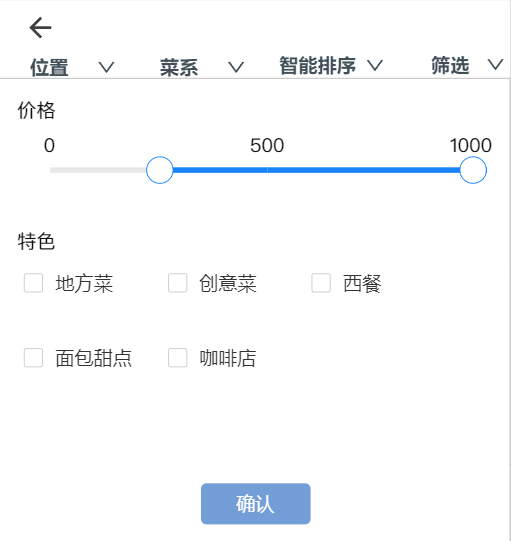 位置 菜系 智能排序 筛选
价格
0 500 1000
特色
地方菜 创意菜 西餐
面包甜点 咖啡店
确认